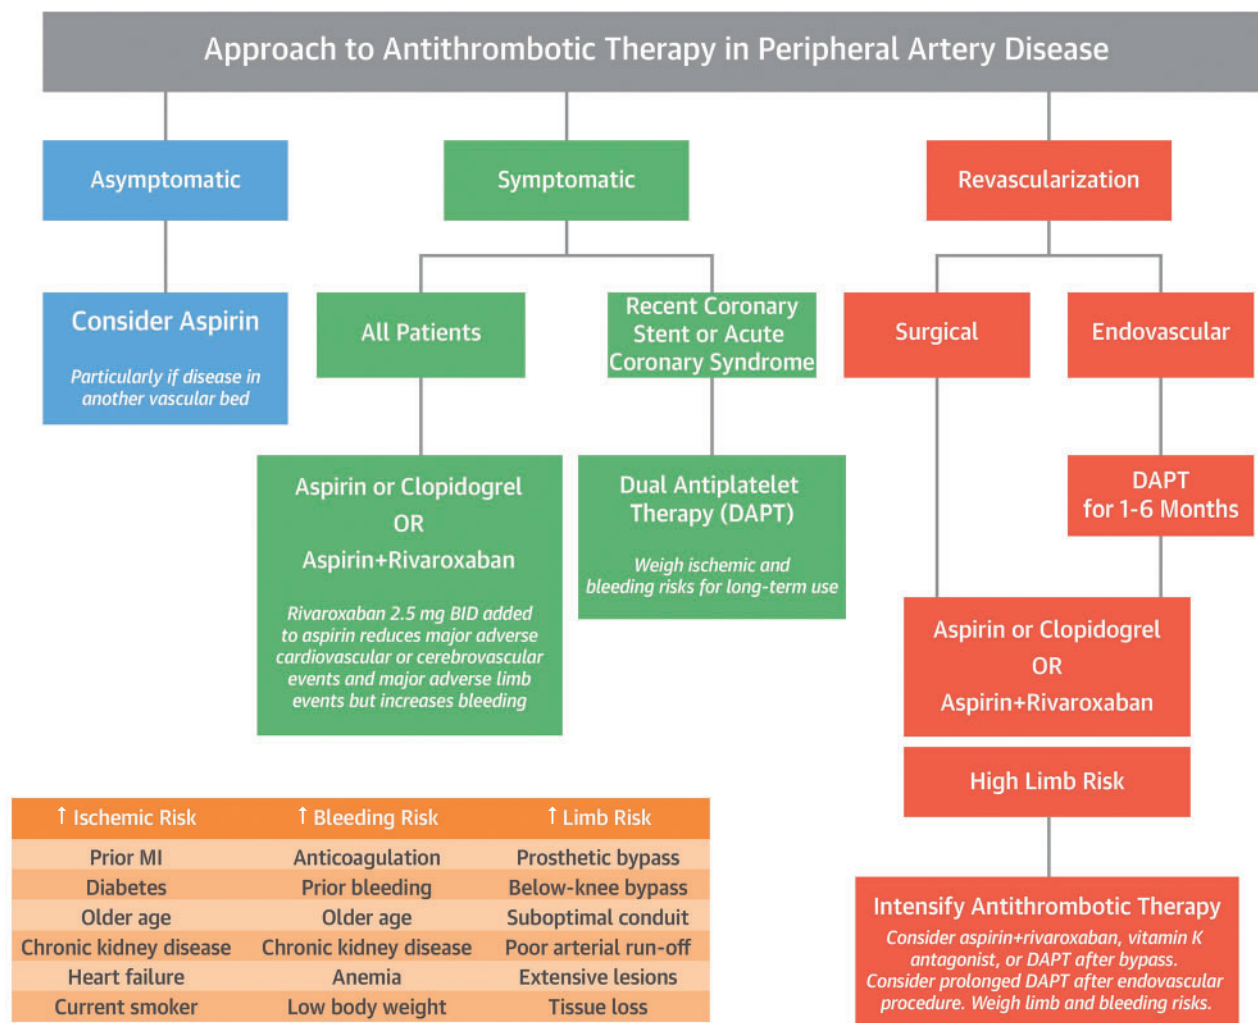 Approach to Antithrombotic Therapy in Peripheral Artery Disease
Asymptomatic
Symptomatic
Revascularization
Consider Aspirin
Particularly if disease in
another vascular bed
All Patients
Recent Coronary
Stent or Acute
Coronary Syndrome
Surgical
Endovascular
Aspirin or Clopidogrel
OR
Aspirin+Rivaroxaban
Rivaroxaban 2.5 mg BID added
to aspirin reduces major adverse
cardiovascular or cerebrovascular
events and major adverse limb
events but increases bleeding
Dual Antiplatelet
Therapy (DAPT)
Weigh ischemic and
bleeding risks for long-term use
DAPT
for 1-6 Months
Aspirin or Clopidogrel
OR
Aspirin+Rivaroxaban
High Limb Risk
Intensify Antithrombotic Therapy
Consider aspirin+rivaroxaban, vitamin K
antagonist, or DAPT after bypass.
Consider prolonged DAPT after endovascular
procedure. Weigh limb and bleeding risks.
↑ Ischemic Risk ↑ Bleeding Risk ↑ Limb Risk
Prior MI Anticoagulation Prosthetic bypass
Diabetes Prior bleeding Below-knee bypass
Older age Older age Suboptimal conduit
Chronic kidney disease Chronic kidney disease Poor arterial run-off
Heart failure Anemia Extensive lesions
Current smoker Low body weight Tissue loss